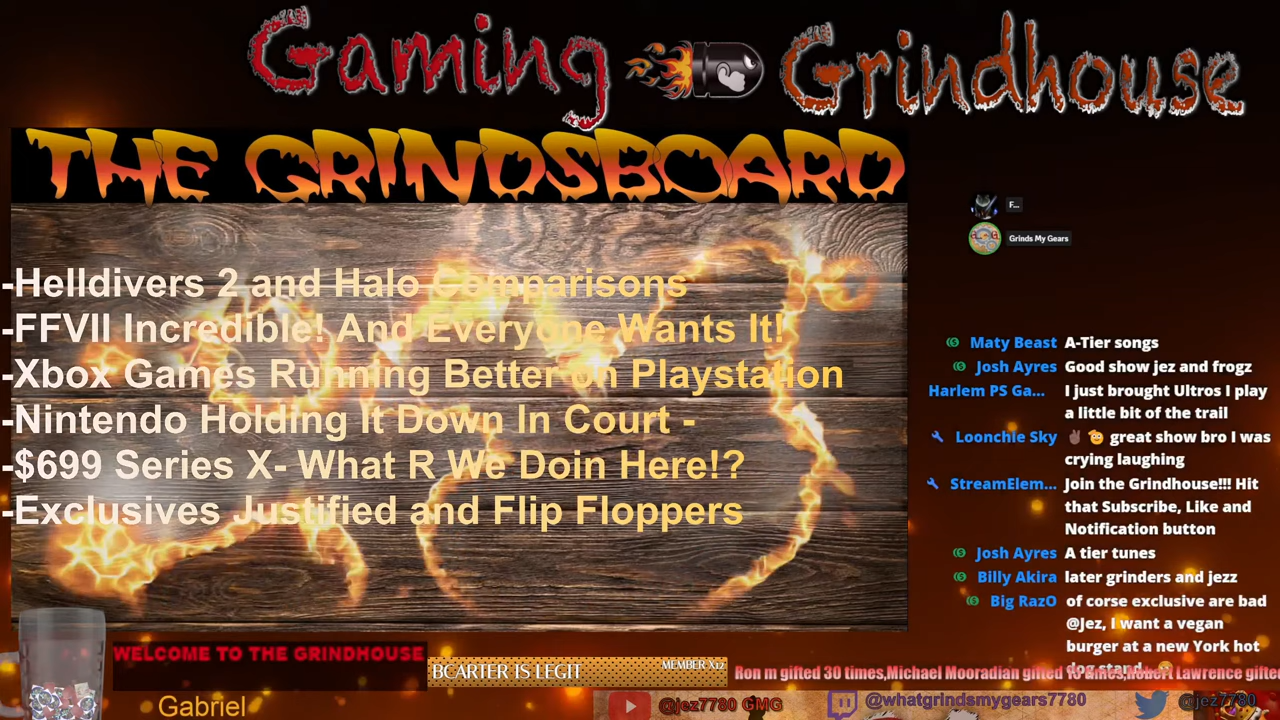 Gaming Grindhouse
THE GRINDSBOARD
F...
Grinds My Gears
-Helldivers 2 and Halo Comparisons
-FFVII Incredible! And Everyone Wants It!
-Xbox Games Running Better on Playstation
-Nintendo Holding It Down In Court -
-$699 Series X- What R We Doin Here!?
-Exclusives Justified and Flip Floppers
Maty Beast A-Tier songs
Josh Ayres Good show jez and frogz
Harlem PS Ga... I just brought Ultros I play
a little bit of the trail
Loonchie Sky ✌🏾 🫡 great show bro I was
crying laughing
StreamElem... Join the Grindhouse!!! Hit
that Subscribe, Like and
Notification button
Josh Ayres A tier tunes
Billy Akira later grinders and jezz
Big RazO of corse exclusive are bad
@Jez, I want a vegan
burger at a new York hot
dog stand
WELCOME TO THE GRINDHOUSE
BCARTER IS LEGIT
MEMBER X12
Ron m gifted 30 times,Michael Mooradian gifted 10 times,Robert Lawrence gifte
Gabriel
@jez7780 GMG
@whatgrindsmygears7780
@jez7780